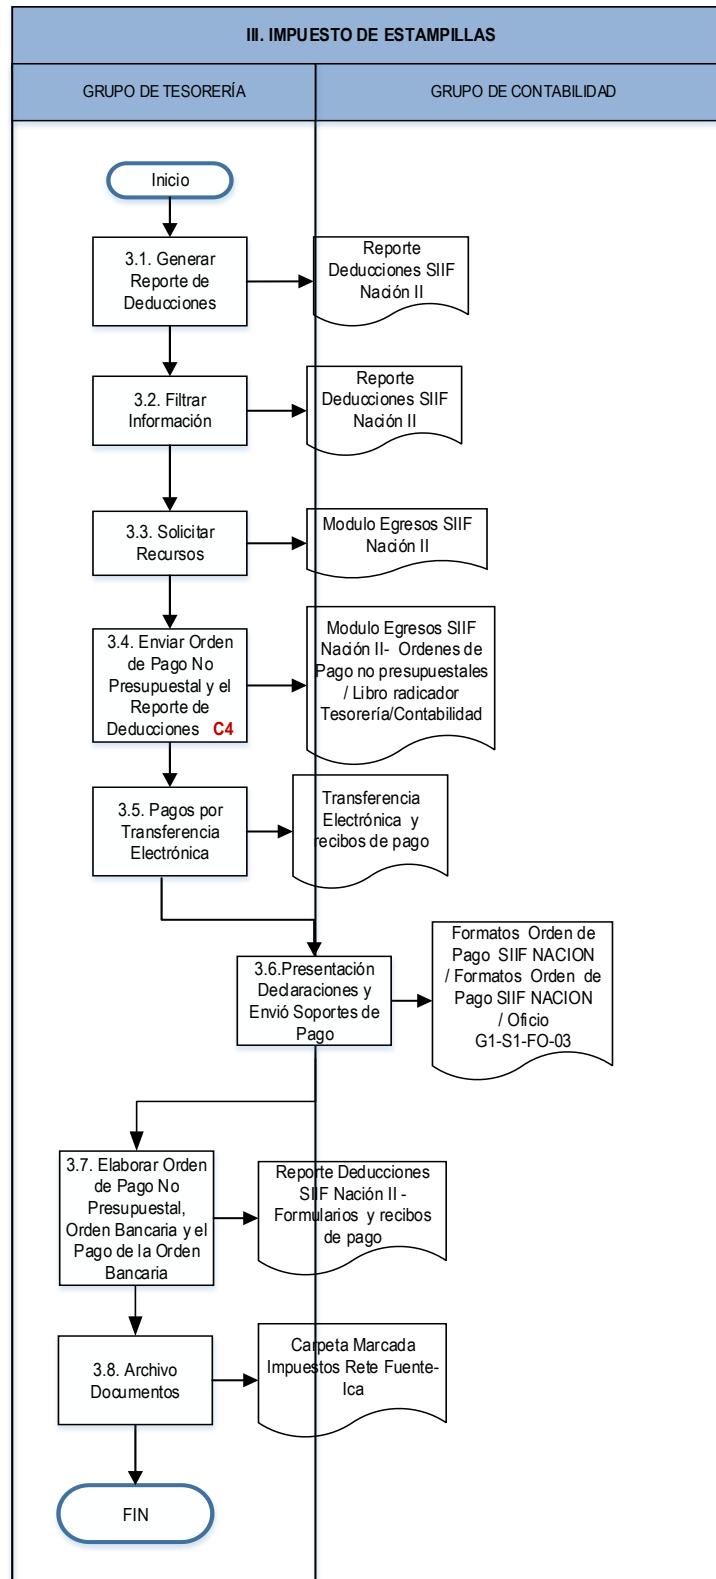 III. IMPUESTO DE ESTAMPILLAS
GRUPO DE TESORERÍA
GRUPO DE CONTABILIDAD
Inicio
3.1. Generar
Reporte de
Deducciones
Reporte
Deducciones SIIF
Nación II
3.2. Filtrar
Información
Reporte
Deducciones SIIF
Nación II
3.3. Solicitar
Recursos
Modulo Egresos SIIF
Nación II
3.4. Enviar Orden
de Pago No
Presupuestal y el
Reporte de
Deducciones C4
Modulo Egresos SIIF
Nación II- Ordenes de
Pago no presupuestales
/ Libro radicador
Tesorería/Contabilidad
3.5. Pagos por
Transferencia
Electrónica
Transferencia
Electrónica y
recibos de pago
3.6.Presentación
Declaraciones y
Envió Soportes de
Pago
Formatos Orden de
Pago SIIF NACION
/ Formatos Orden de
Pago SIIF NACION
/ Oficio
G1-S1-FO-03
3.7. Elaborar Orden
de Pago No
Presupuestal,
Orden Bancaria y el
Pago de la Orden
Bancaria
Reporte Deducciones
SIIF Nación II -
Formularios y recibos
de pago
3.8. Archivo
Documentos
Carpeta Marcada
Impuestos Rete Fuente-
Ica
FIN